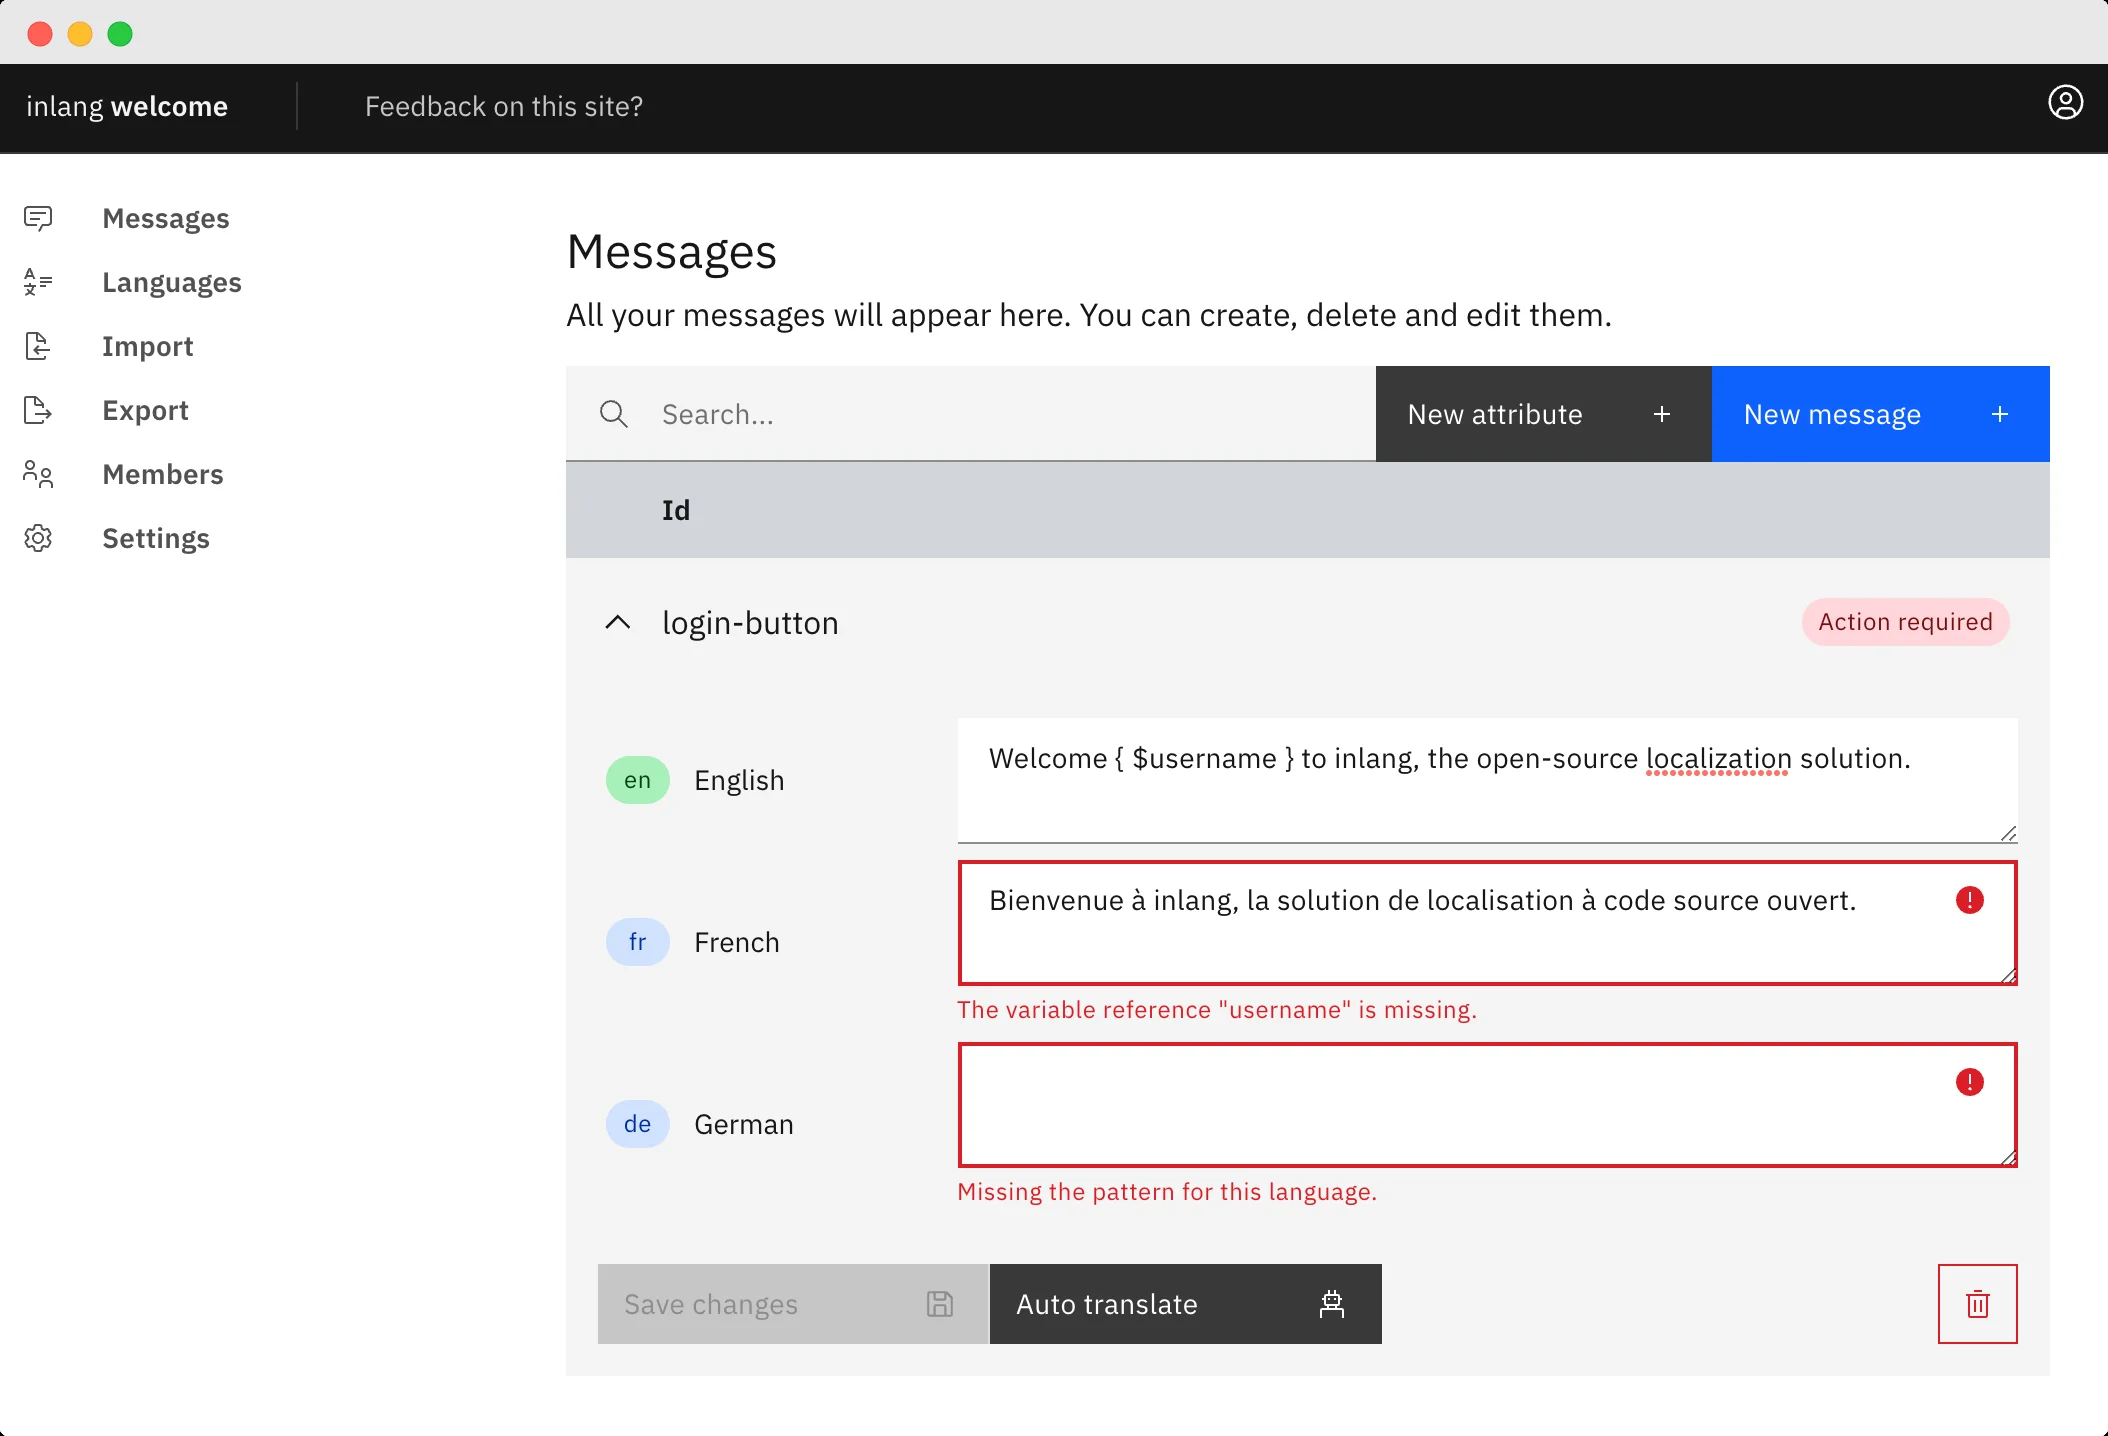 inlang welcome
Feedback on this site?
Messages
Languages
Import
Export
Members
Settings
Messages
All your messages will appear here. You can create, delete and edit them.
Search...
New attribute +
New message +
Id
login-button
Action required
en English
Welcome { $username } to inlang, the open-source localization solution.
fr French
Bienvenue à inlang, la solution de localisation à code source ouvert.
The variable reference "username" is missing.
de German
Missing the pattern for this language.
Save changes
Auto translate